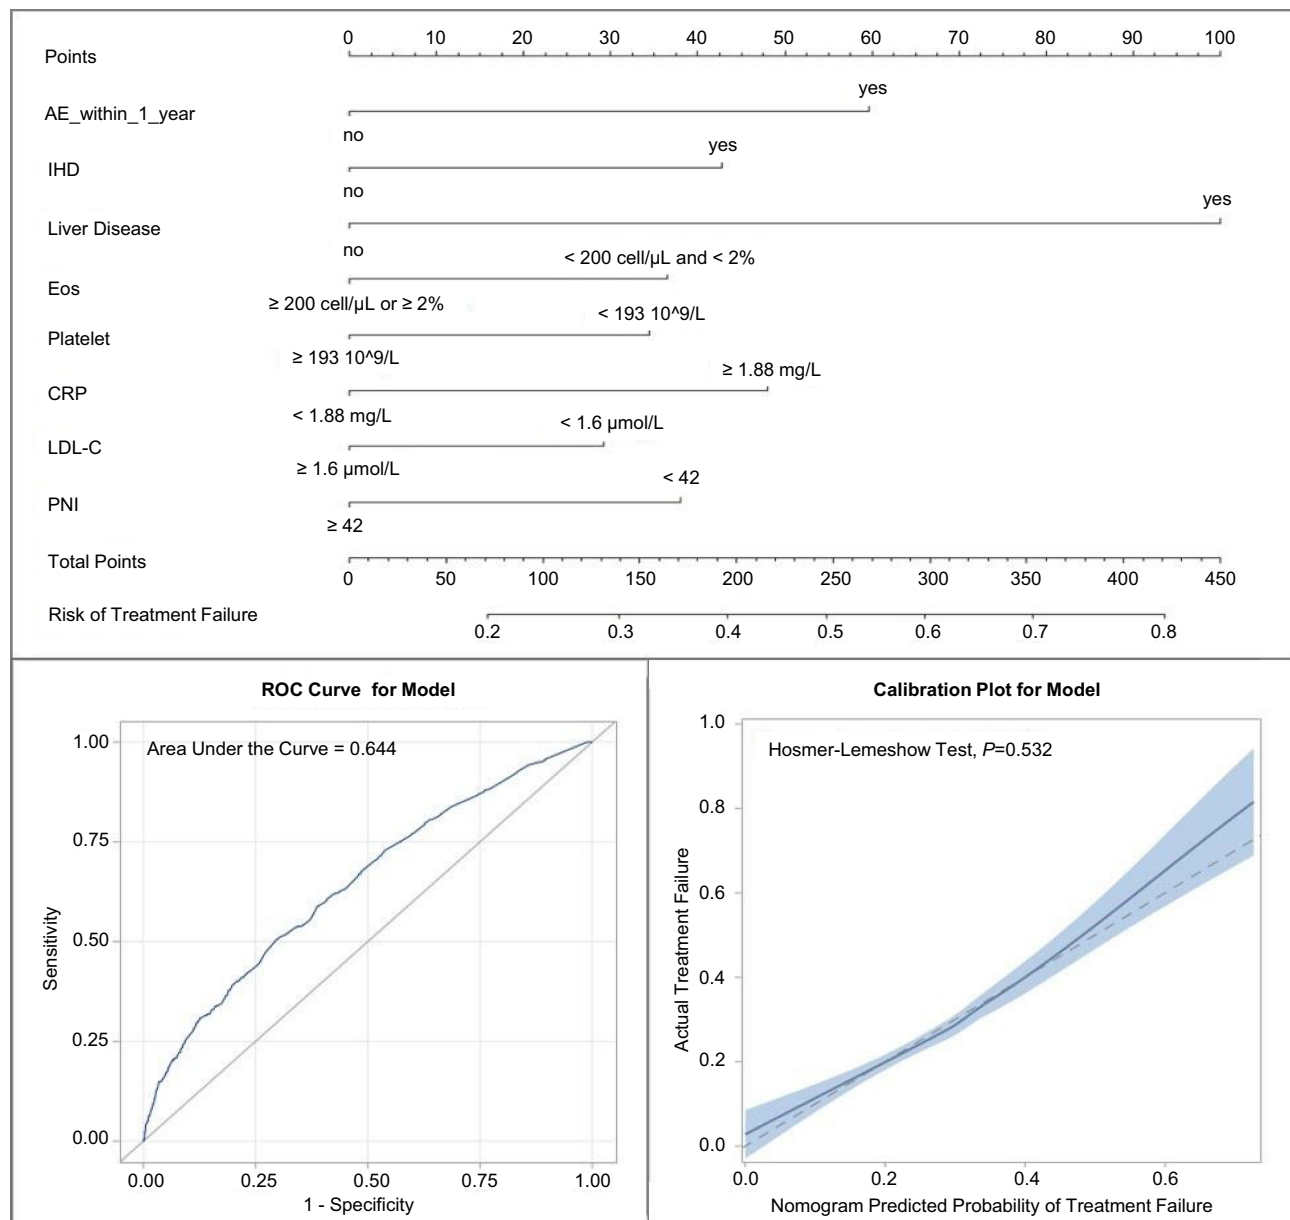 0 10 20 30 40 50 60 70 80 90 100
Points
yes
AE_within_1_year
no
yes
IHD
no
yes
Liver Disease
no
< 200 cell/µL and < 2%
Eos
≥ 200 cell/µL or ≥ 2%
< 193 10^9/L
Platelet
≥ 193 10^9/L
≥ 1.88 mg/L
CRP
< 1.88 mg/L
< 1.6 µmol/L
LDL-C
≥ 1.6 µmol/L
< 42
PNI
≥ 42
Total Points
0 50 100 150 200 250 300 350 400 450
Risk of Treatment Failure
0.2 0.3 0.4 0.5 0.6 0.7 0.8
ROC Curve for Model
Area Under the Curve = 0.644
1.00
0.75
0.50
0.25
0.00
Sensitivity
0.00 0.25 0.50 0.75 1.00
1 - Specificity
Calibration Plot for Model
Hosmer-Lemeshow Test, P=0.532
1.0
0.8
0.6
0.4
0.2
0.0
Actual Treatment Failure
0.0 0.2 0.4 0.6
Nomogram Predicted Probability of Treatment Failure